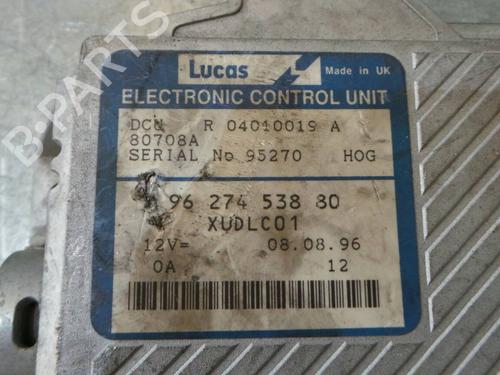 Lucas Made in UK
ELECTRONIC CONTROL UNIT
DCU R 04010019 A
80708A
SERIAL No 95270 HOG
96 274 538 80
XUDLC01
12V= 08.08.96
0A 12
B-PARTS